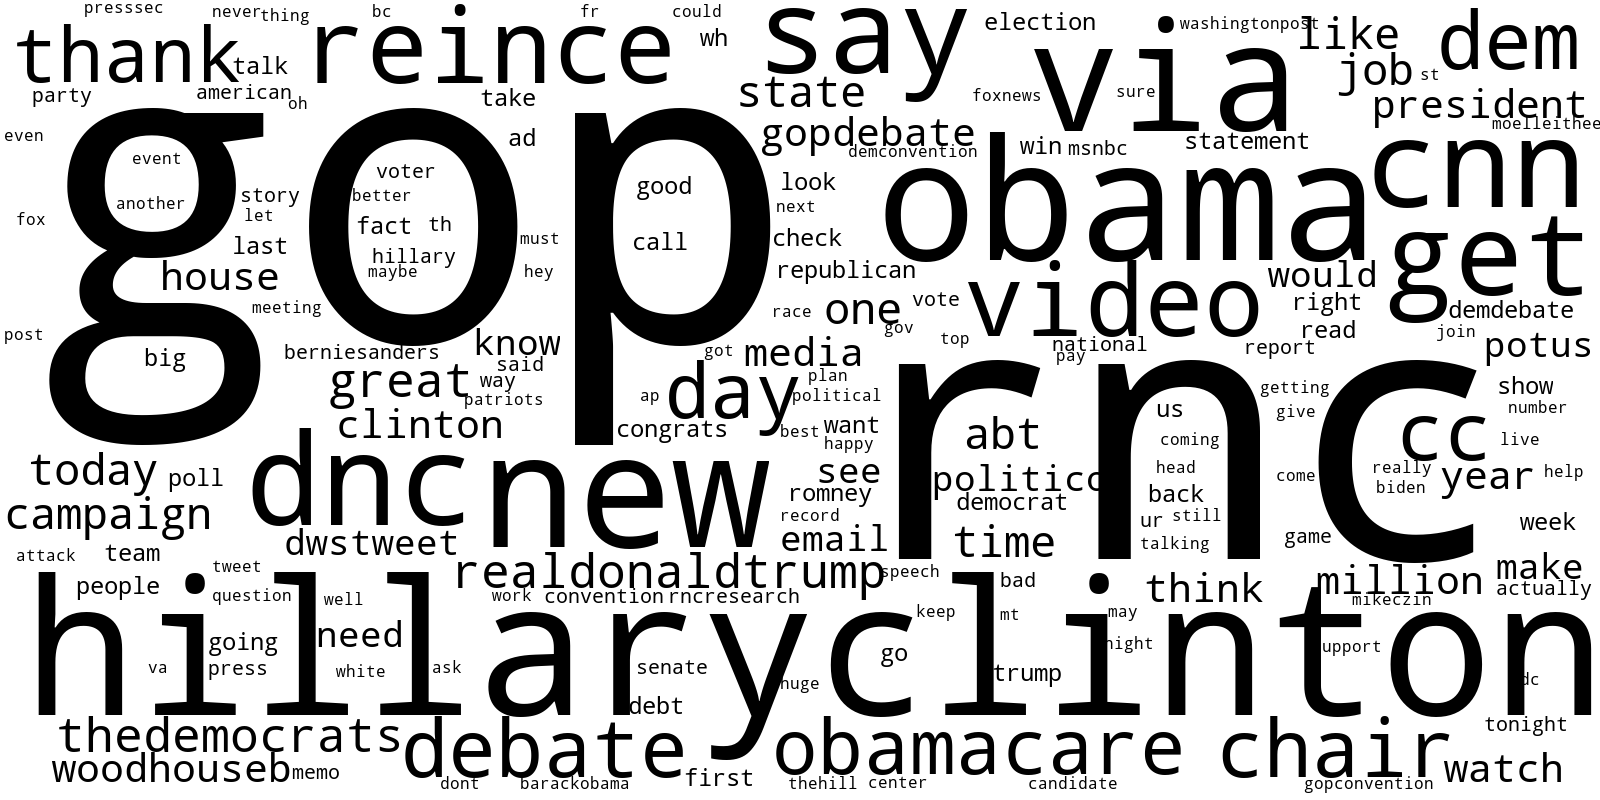 presssec
never
thing
bc
fr
could
thank
talk
reince
wh
say
election
via
washingtonpost
like
dem
job
st
party
american
oh
take
state
foxnews
sure
president
moelleithee
even
event
ad
gopdebate
demconvention
win
msnbc
statement
cnn
gop
voter
better
good
look
obama
another
story
let
fox
fact
th
next
get
last
hillary
maybe
must
call
check
house
hey
republican
video
would
meeting
race
one
vote
right
demdebate
post
gov
top
read
join
big
berniesanders
know
said
got
media
national
pay
report
potus
great
way
patriots
ap
day
plan
political
rnc
getting
show
clinton
congrats
best
want
happy
us
give
number
abt
coming
cc
live
today
poll
dnc
new
see
politico
head
come
really
biden
year
help
romney
democrat
back
campaign
record
ur
still
week
attack
team
dwstweet
email
time
talking
game
people
tweet
question
realdonaldtrump
speech
bad
think
million
make
actually
well
work
convention
rncresearch
mikeczin
hillaryclinton
keep
mt
may
going
need
go
night
support
va
press
white
ask
senate
trump
huge
dc
debt
tonight
thedemocrats
debate
obamacare
chair
woodhouseb
memo
first
watch
dont
barackobama
thehill
center
candidate
gopconvention